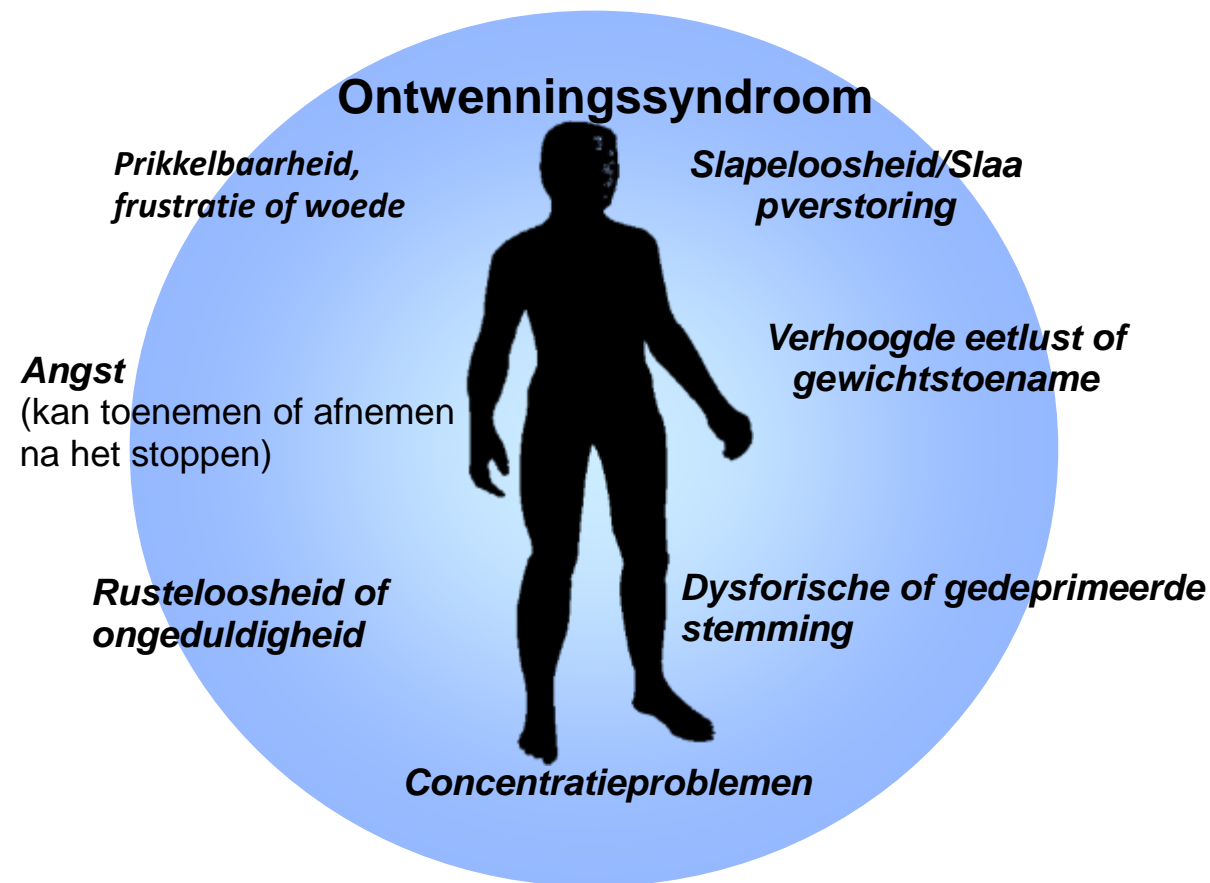 Ontwenningssyndroom
Prikkelbaarheid,
frustratie of woede
Slapeloosheid/Slaa
pverstoring
Angst
(kan toenemen of afnemen
na het stoppen)
Verhoogde eetlust of
gewichtstoename
Rusteloosheid of
ongeduldigheid
Dysforische of gedeprimeerde
stemming
Concentratieproblemen